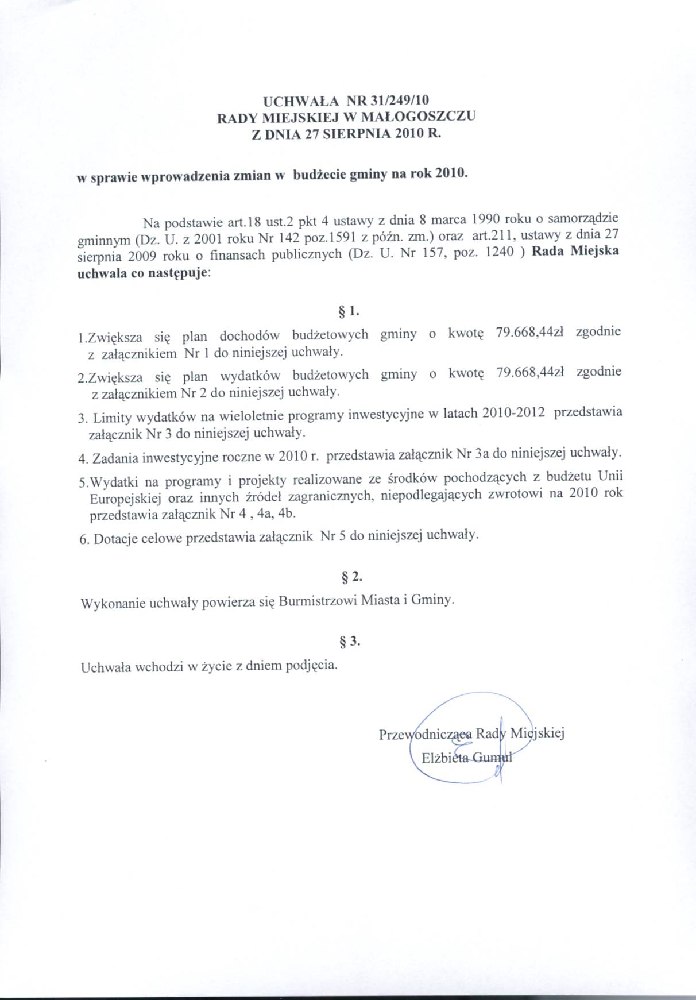 UCHWAŁA NR 31/249/10
RADY MIEJSKIEJ W MAŁOGOSZCZU
Z DNIA 27 SIERPNIA 2010 R.
w sprawie wprowadzenia zmian w budżecie gminy na rok 2010.
Na podstawie art.18 ust.2 pkt 4 ustawy z dnia 8 marca 1990 roku o samorządzie
gminnym (Dz. U. z 2001 roku Nr 142 poz.1591 z późn. zm.) oraz art.211, ustawy z dnia 27
sierpnia 2009 roku o finansach publicznych (Dz. U. Nr 157, poz. 1240 ) Rada Miejska
uchwala co następuje:
§ 1.
1.Zwiększa się plan dochodów budżetowych gminy o kwotę 79.668,44zł zgodnie
z załącznikiem Nr 1 do niniejszej uchwały.
2.Zwiększa się plan wydatków budżetowych gminy o kwotę 79.668,44zł zgodnie
z załącznikiem Nr 2 do niniejszej uchwały.
3. Limity wydatków na wieloletnie programy inwestycyjne w latach 2010-2012 przedstawia
załącznik Nr 3 do niniejszej uchwały.
4. Zadania inwestycyjne roczne w 2010 r. przedstawia załącznik Nr 3a do niniejszej uchwały.
5.Wydatki na programy i projekty realizowane ze środków pochodzących z budżetu Unii
Europejskiej oraz innych źródeł zagranicznych, niepodlegających zwrotowi na 2010 rok
przedstawia załącznik Nr 4 , 4a, 4b.
6. Dotacje celowe przedstawia załącznik Nr 5 do niniejszej uchwały.
§ 2.
Wykonanie uchwały powierza się Burmistrzowi Miasta i Gminy.
§ 3.
Uchwała wchodzi w życie z dniem podjęcia.
Przewodnicząca Rady Miejskiej
Elżbieta Gumul